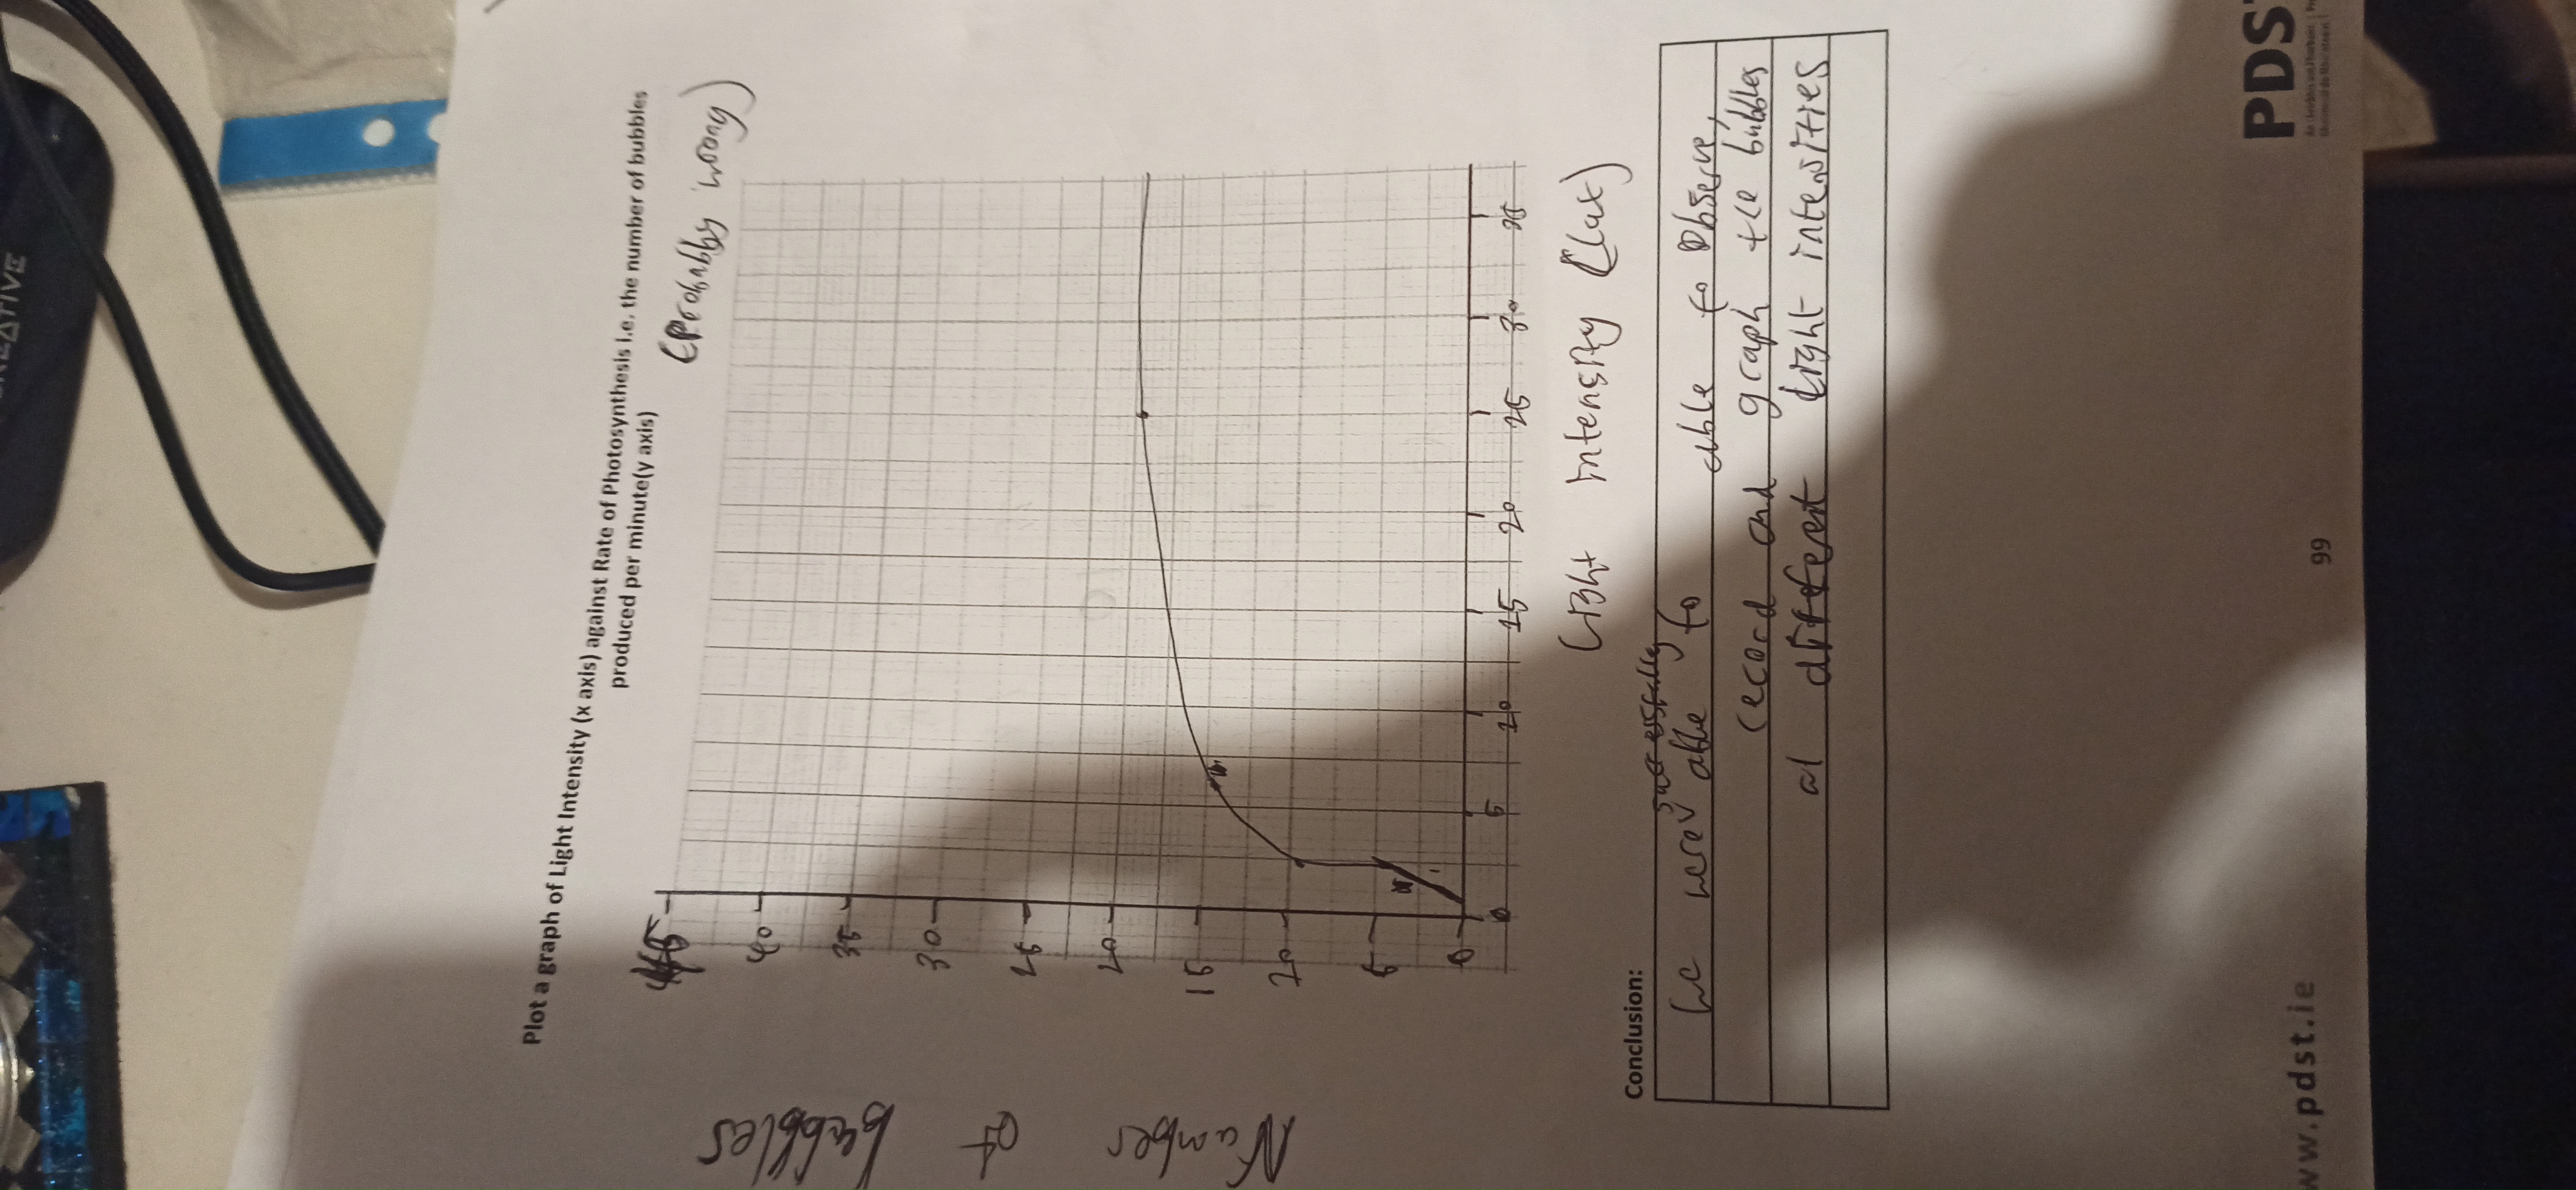 CREATIVE
Plot a graph of Light Intensity (x axis) against Rate of Photosynthesis i.e. the number of bubbles
produced per minute(y axis)
(Probabby wrong)
45
40
35
30
25
20
15
10
5
0
Number of bubbles
0 5 10 15 20 25 30 35
Light intensity (lux)
Conclusion:
successfully
We were able to able to Observe,
record and graph the bubbles
at different light intensities
www.pdst.ie
99
PDST